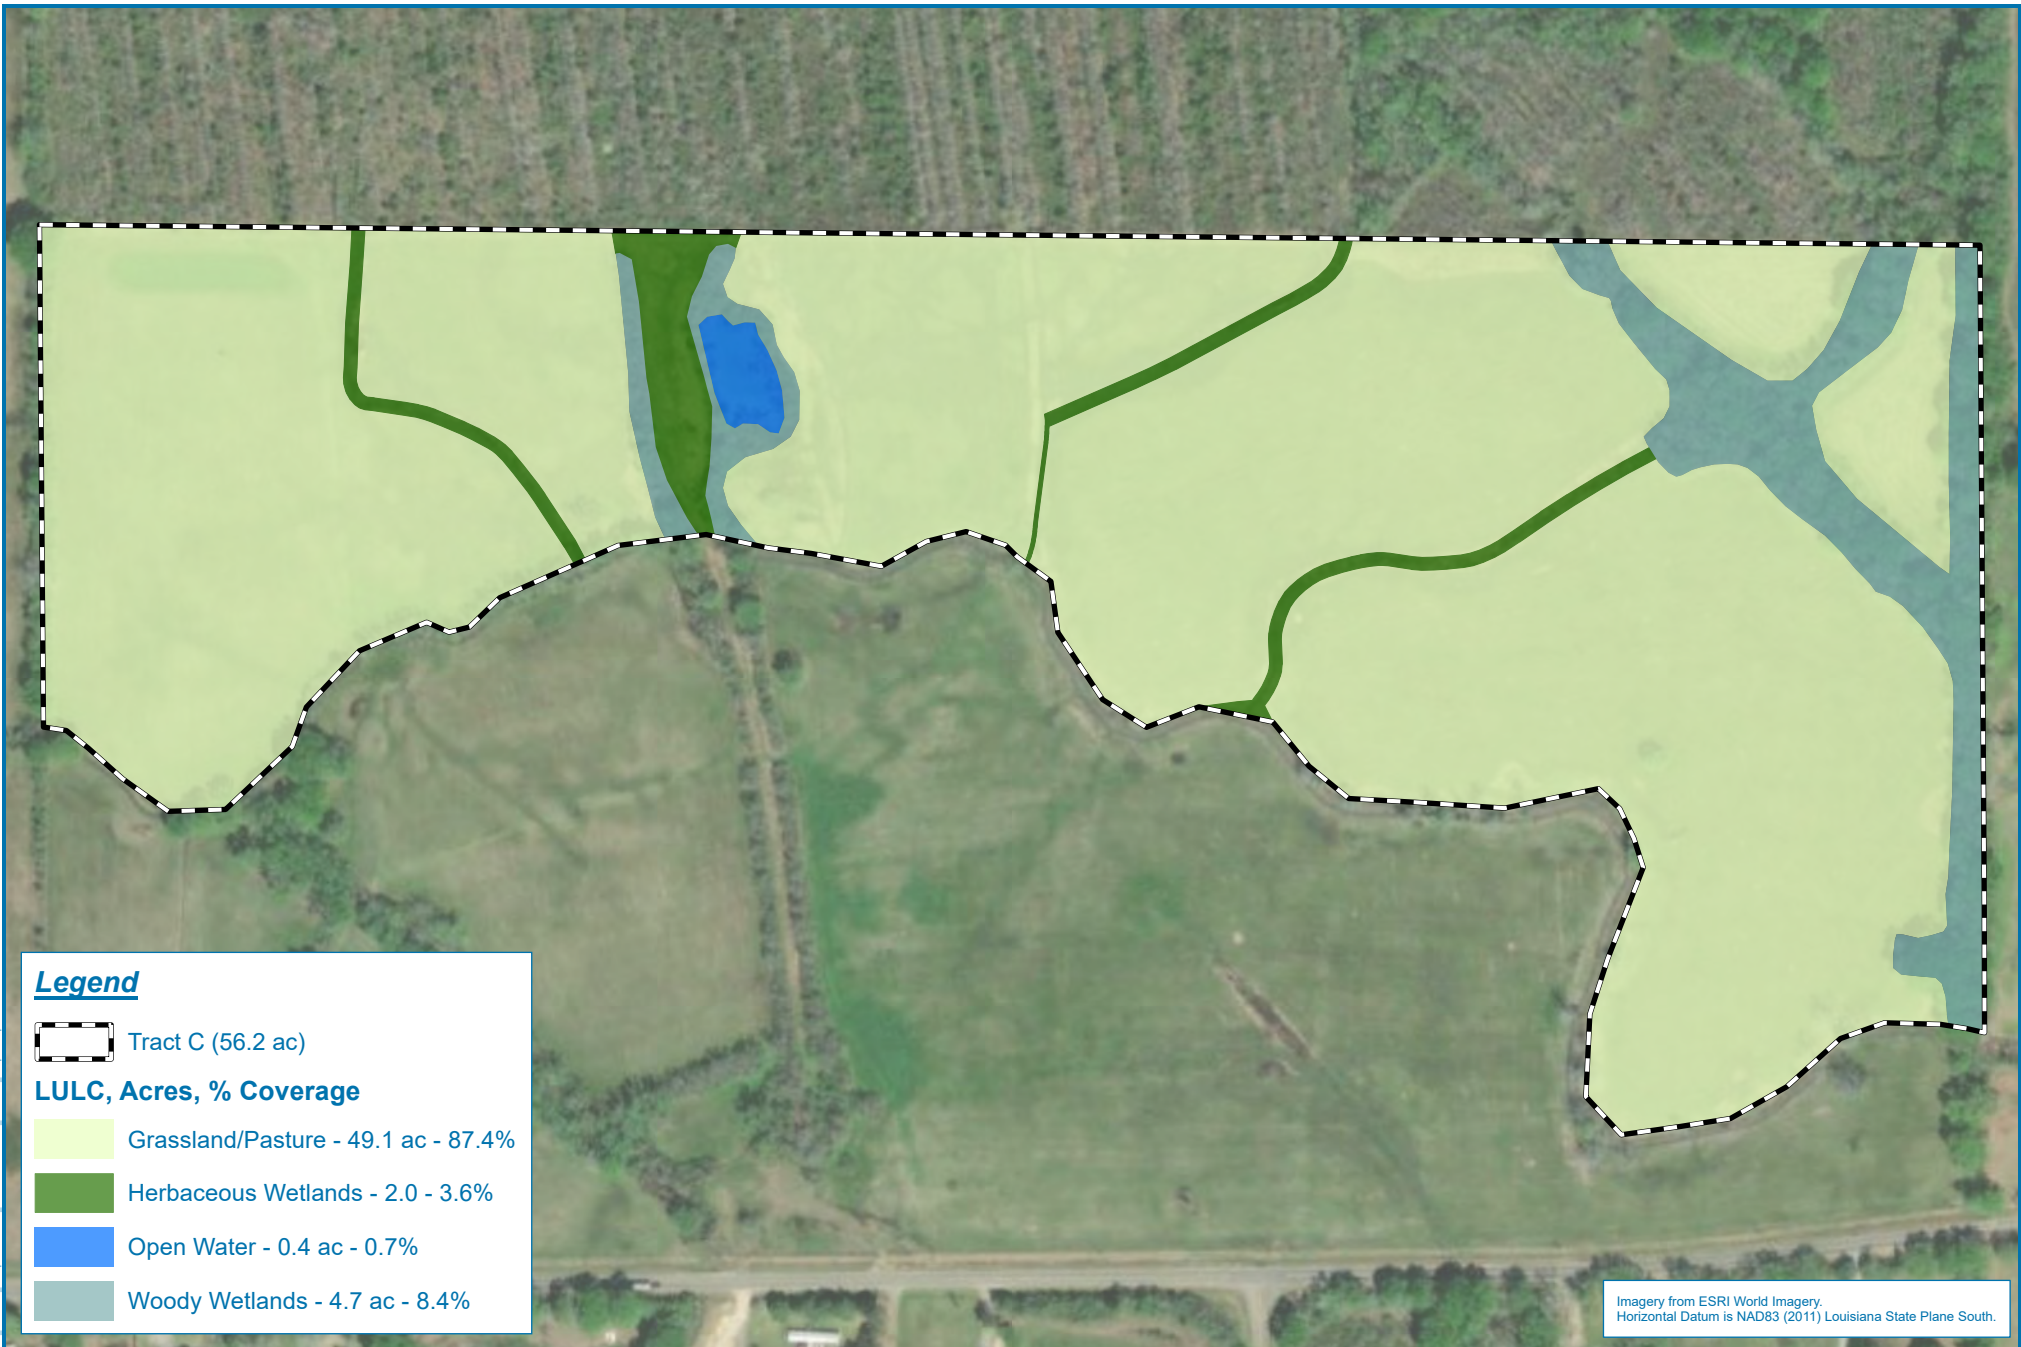 Legend
Tract C (56.2 ac)
LULC, Acres, % Coverage
Grassland/Pasture - 49.1 ac - 87.4%
Herbaceous Wetlands - 2.0 - 3.6%
Open Water - 0.4 ac - 0.7%
Woody Wetlands - 4.7 ac - 8.4%
Imagery from ESRI World Imagery.
Horizontal Datum is NAD83 (2011) Louisiana State Plane South.